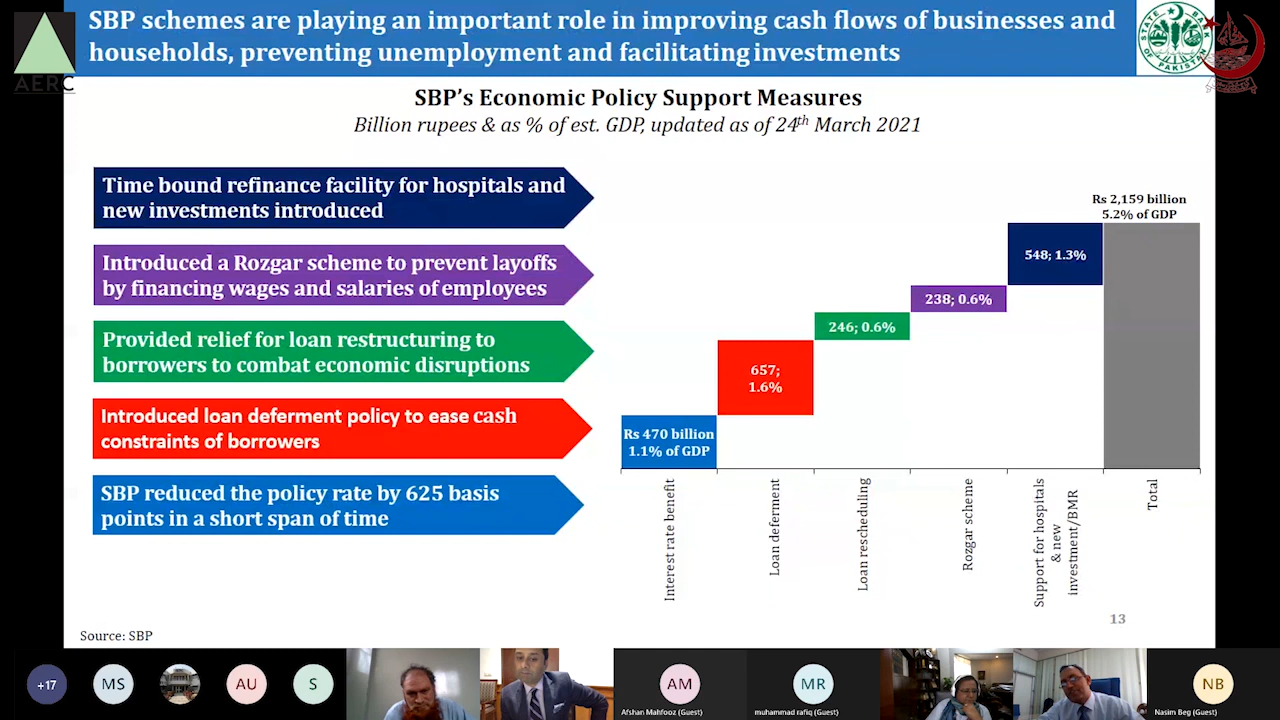 SBP schemes are playing an important role in improving cash flows of businesses and
households, preventing unemployment and facilitating investments
AERC
STATE BANK OF PAKISTAN
SBP's Economic Policy Support Measures
Billion rupees & as % of est. GDP, updated as of 24th March 2021
Time bound refinance facility for hospitals and
new investments introduced
Introduced a Rozgar scheme to prevent layoffs
by financing wages and salaries of employees
Provided relief for loan restructuring to
borrowers to combat economic disruptions
Introduced loan deferment policy to ease cash
constraints of borrowers
SBP reduced the policy rate by 625 basis
points in a short span of time
Rs 470 billion
1.1% of GDP
657;
1.6%
246; 0.6%
238; 0.6%
548; 1.3%
Rs 2,159 billion
5.2% of GDP
Interest rate benefit
Loan deferment
Loan rescheduling
Rozgar scheme
Support for hospitals
& new
investment/BMR
Total
13
Source: SBP
+17
MS
AU
S
AM
Afshan Mahfooz (Guest)
MR
muhammad rafiq (Guest)
NB
Nasim Beg (Guest)